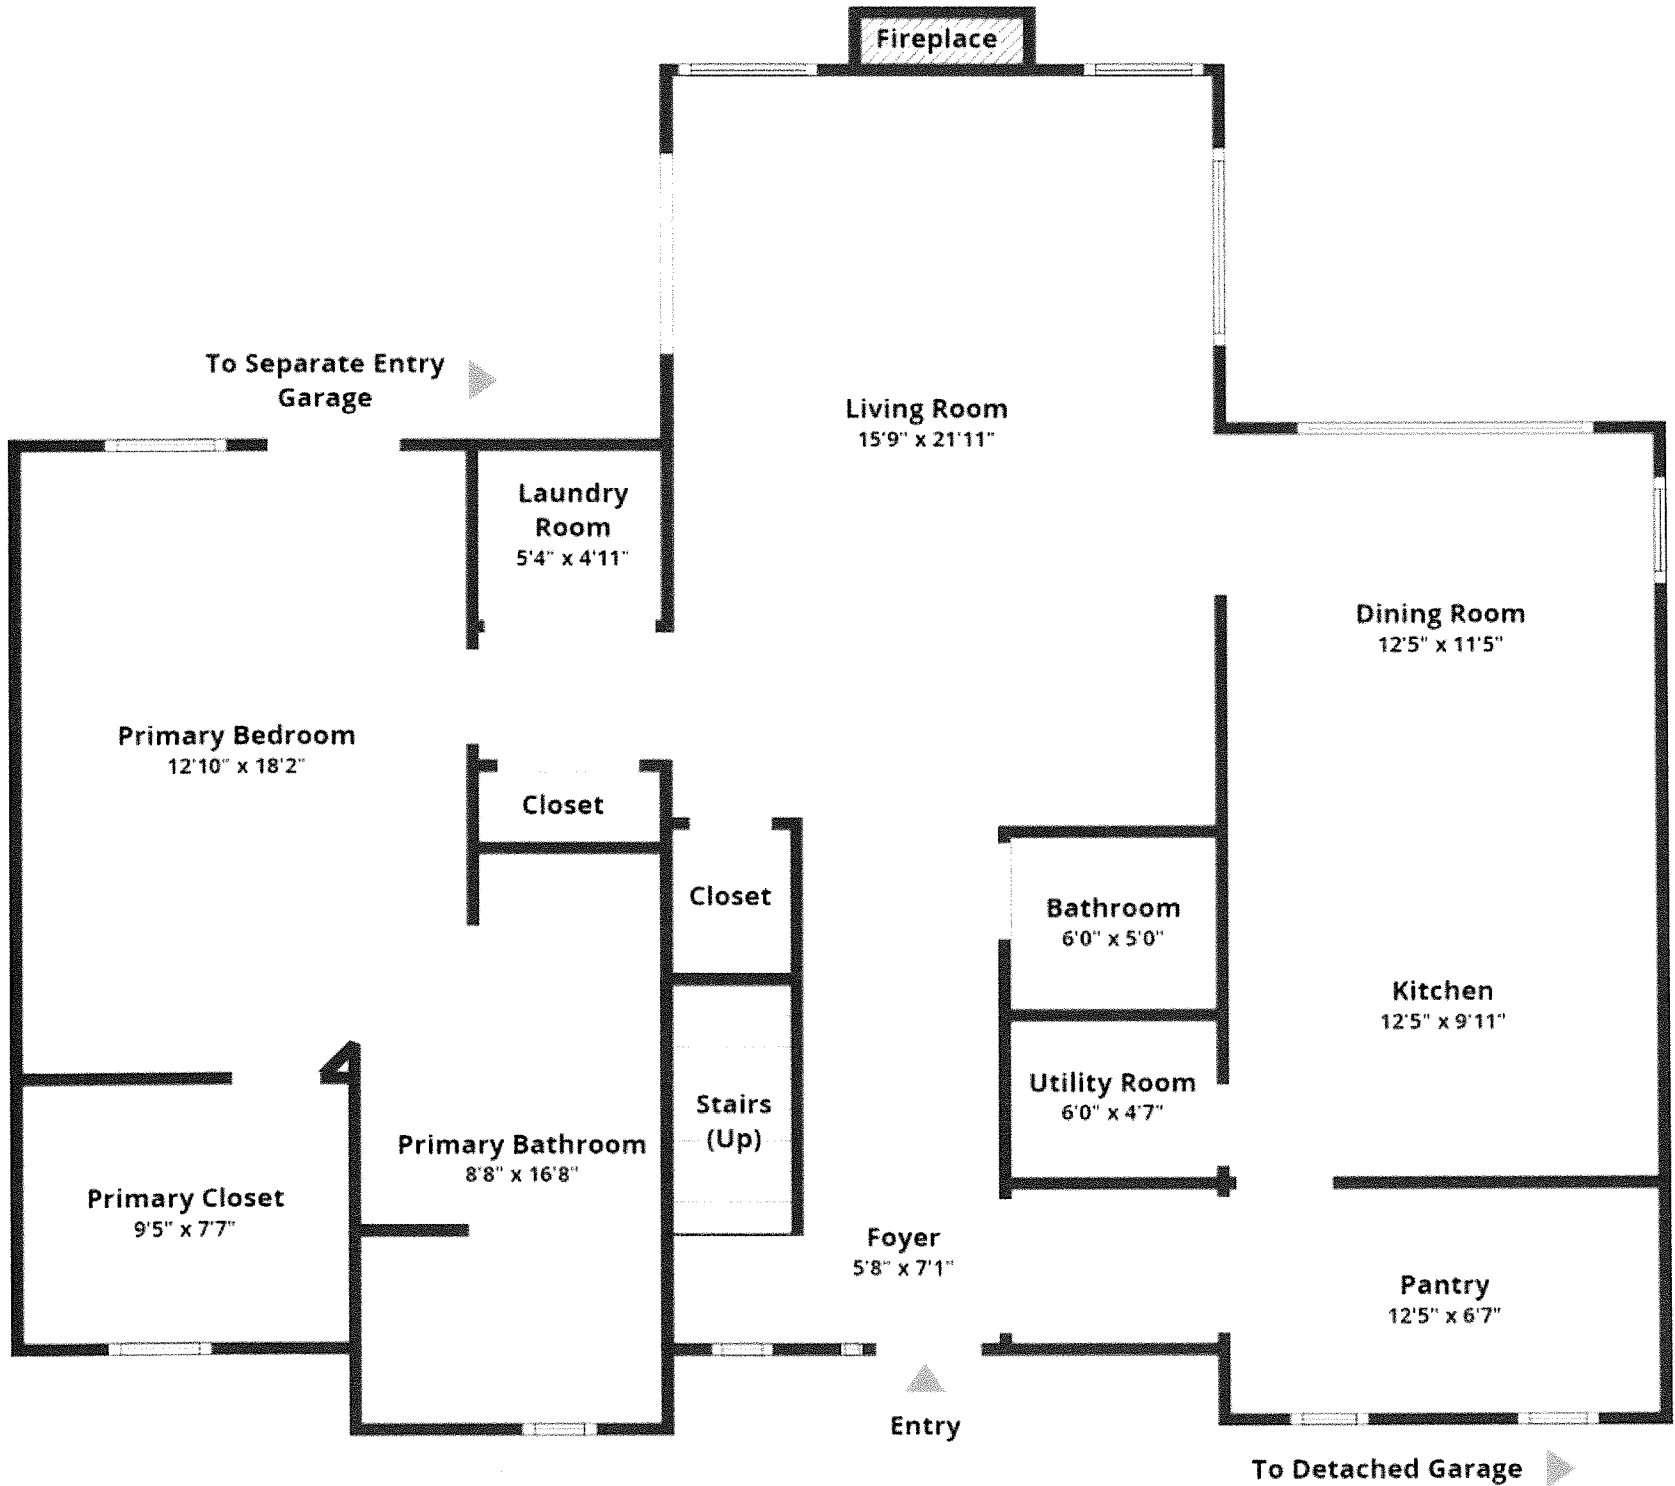 Fireplace
To Separate Entry
Garage
Living Room
15'9" x 21'11"
Laundry
Room
5'4" x 4'11"
Dining Room
12'5" x 11'5"
Primary Bedroom
12'10" x 18'2"
Closet
Closet
Bathroom
6'0" x 5'0"
Kitchen
12'5" x 9'11"
Utility Room
6'0" x 4'7"
Stairs
(Up)
Primary Bathroom
8'8" x 16'8"
Primary Closet
9'5" x 7'7"
Foyer
5'8" x 7'1"
Pantry
12'5" x 6'7"
Entry
To Detached Garage